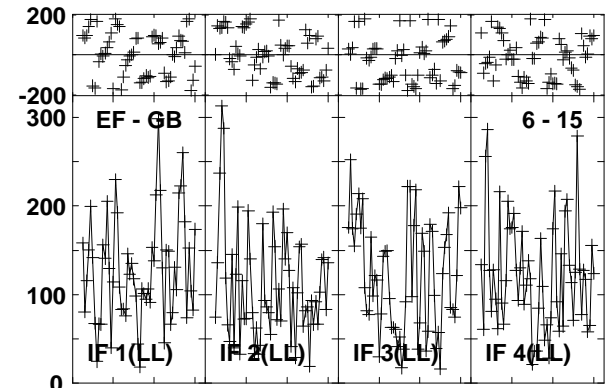 200
-200
300
EF - GB
6 - 15
200
100
IF 1(LL)
IF 2(LL)
IF 3(LL)
IF 4(LL)
0